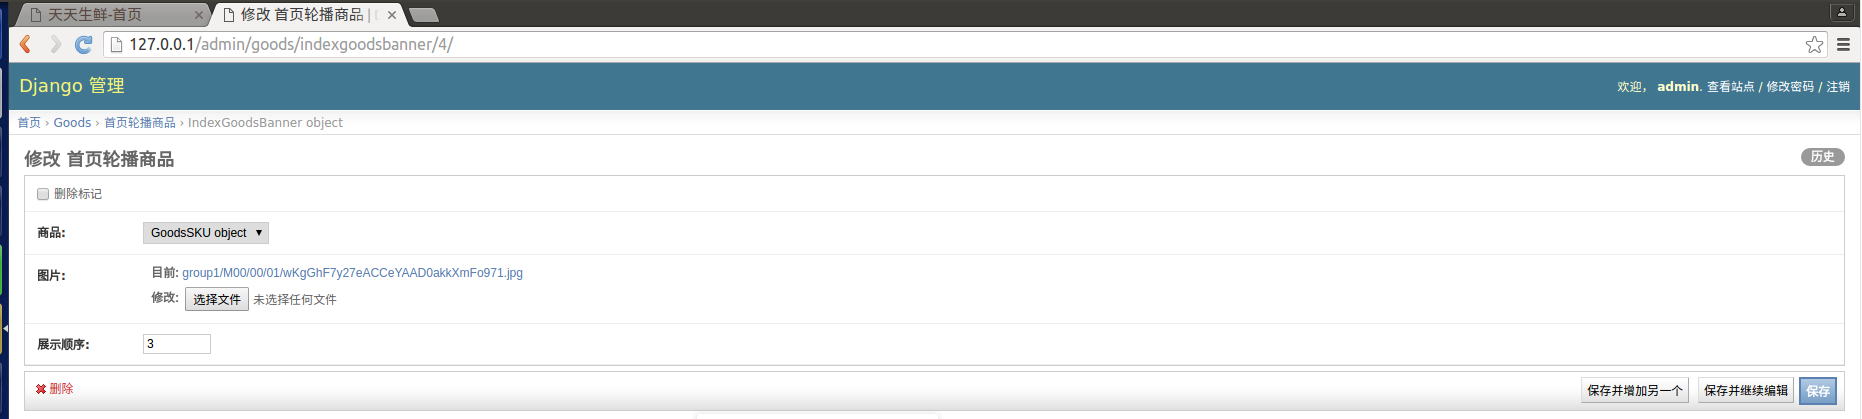 天天生鲜-首页
修改 首页轮播商品 |
127.0.0.1/admin/goods/indexgoodsbanner/4/
Django 管理
欢迎， admin. 查看站点 / 修改密码 / 注销
首页 › Goods › 首页轮播商品 › IndexGoodsBanner object
修改 首页轮播商品
历史
删除标记
商品: GoodsSKU object
图片: 目前: group1/M00/00/01/wKgGhF7y27eACCeYAAD0akkXmFo971.jpg
修改: 选择文件 未选择任何文件
展示顺序: 3
删除
保存并增加另一个 保存并继续编辑 保存